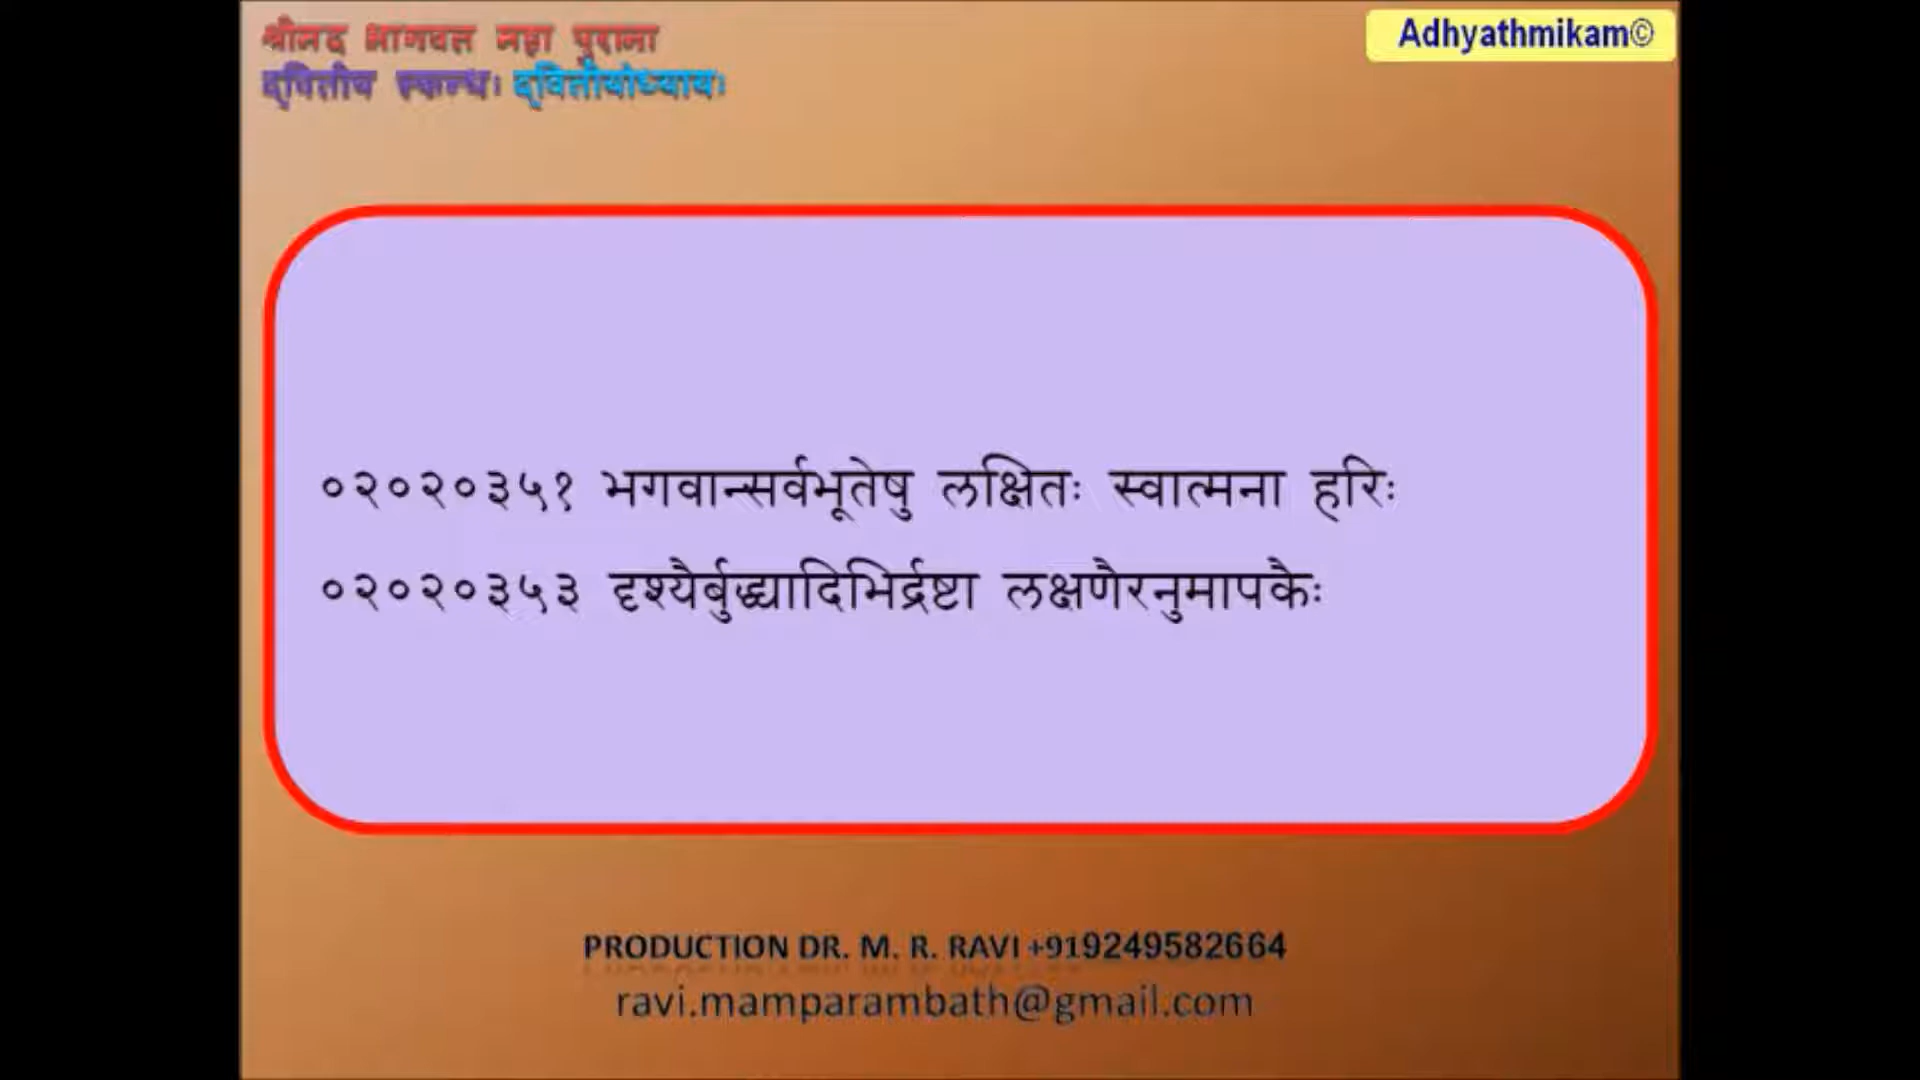 श्रीमद भागवत महा पुराना
द्वितीय स्कन्धः द्वितीयोध्यायः
Adhyathmikam©
०२०२०३५१ भगवान्सर्वभूतेषु लक्षितः स्वात्मना हरिः
०२०२०३५३ दृश्यैर्बुद्ध्यादिभिर्द्रष्टा लक्षणैरनुमापकैः
PRODUCTION DR. M. R. RAVI +919249582664
ravi.mamparambath@gmail.com